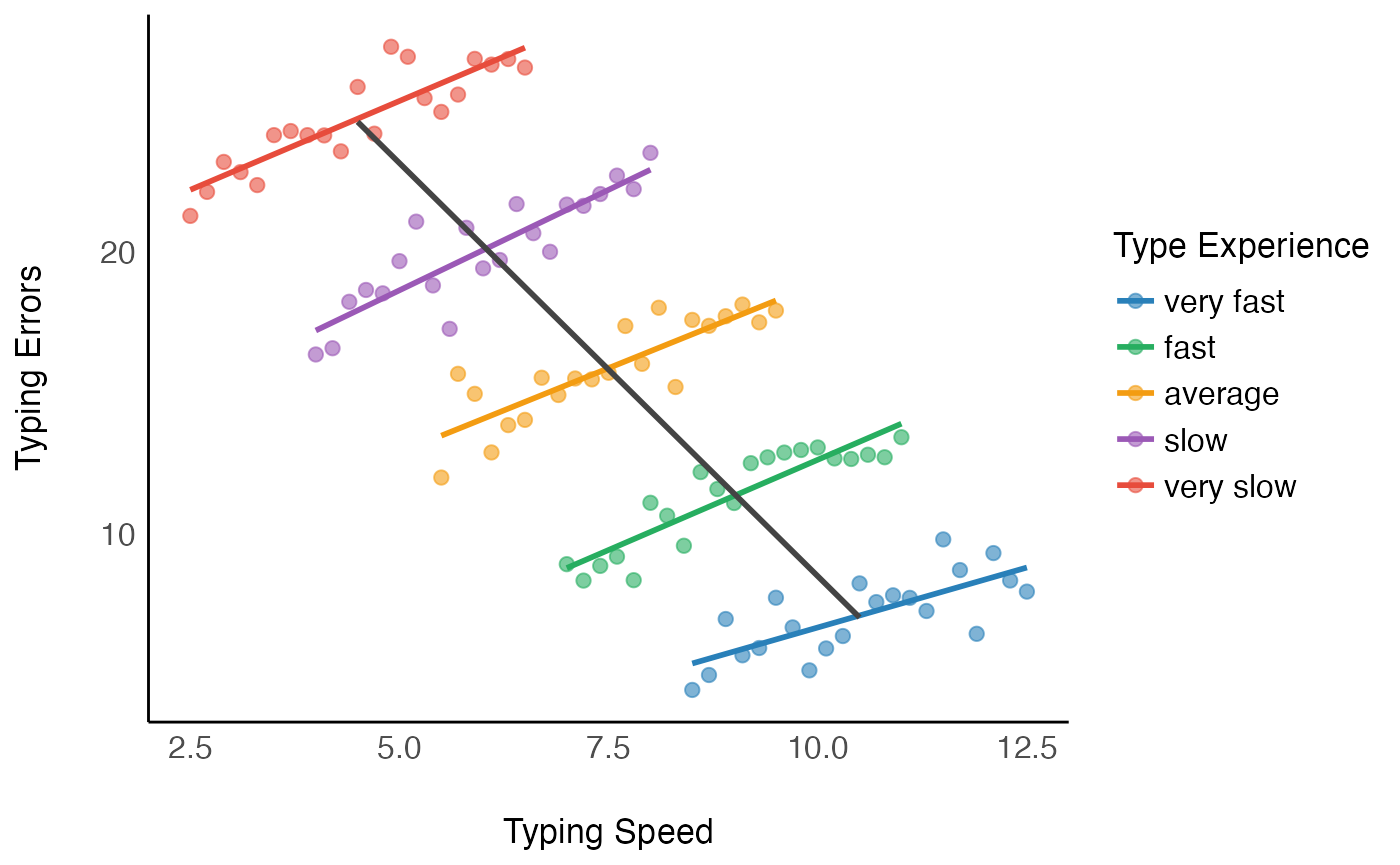 Typing Errors
20
10
2.5 5.0 7.5 10.0 12.5
Typing Speed
Type Experience
very fast
fast
average
slow
very slow